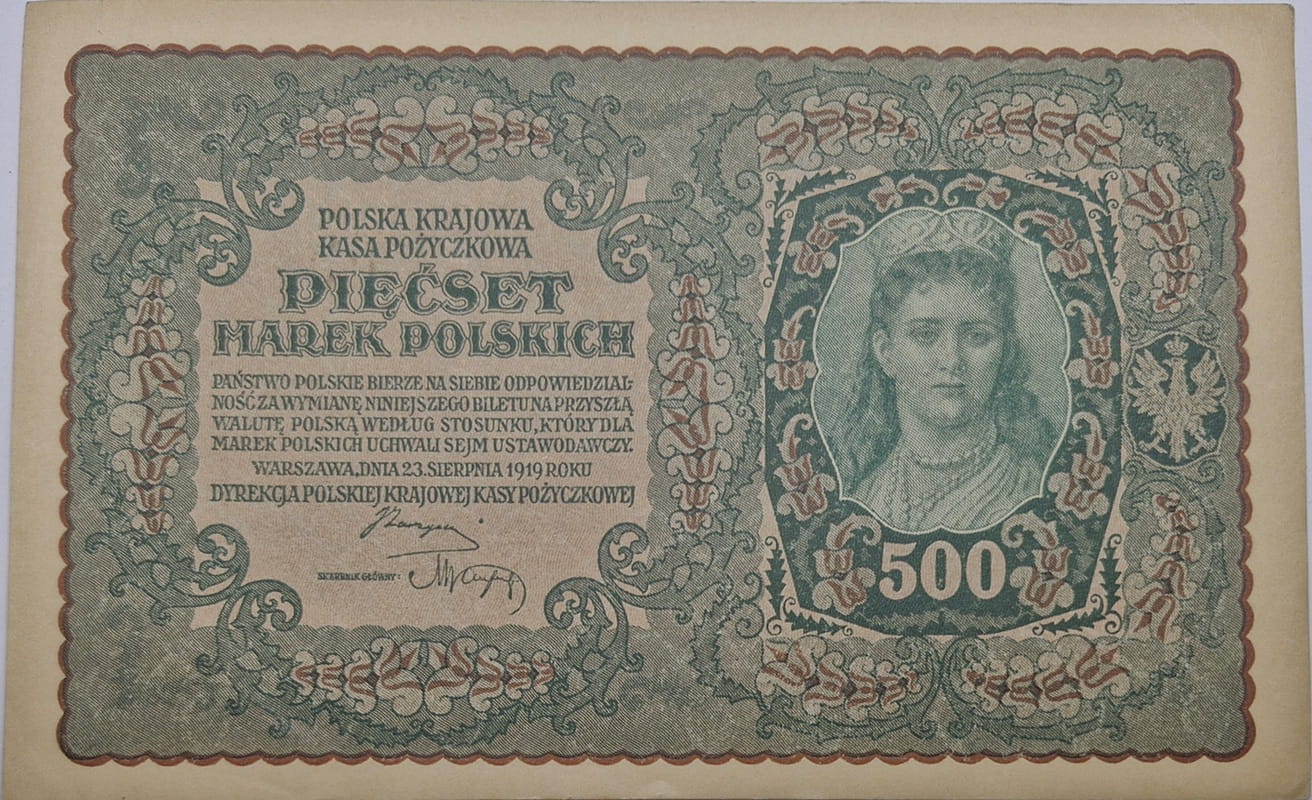 POLSKA KRAJOWA
KASA POŻYCZKOWA
PIĘĆSET
MAREK POLSKICH
PAŃSTWO POLSKIE BIERZE NA SIEBIE ODPOWIEDZIAL-
NOŚĆ ZA WYMIANĘ NINIEJSZEGO BILETU NA PRZYSZŁĄ
WALUTĘ POLSKĄ WEDŁUG STOSUNKU, KTÓRY DLA
MAREK POLSKICH UCHWALI SEJM USTAWODAWCZY.
WARSZAWA, DNIA 23. SIERPNIA 1919 ROKU
DYREKCJA POLSKIEJ KRAJOWEJ KASY POŻYCZKOWEJ
SKARBNIK GŁÓWNY:
500